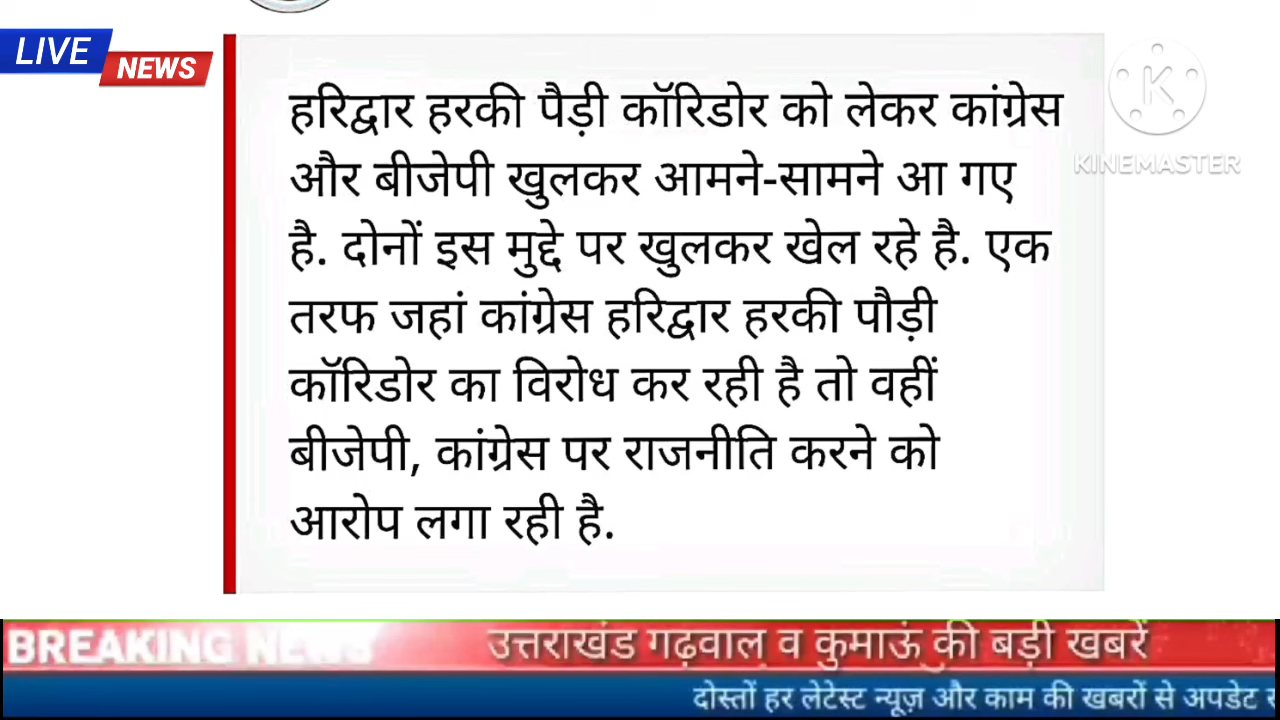 LIVE
NEWS
K
KINEMASTER
हरिद्वार हरकी पैड़ी कॉरिडोर को लेकर कांग्रेस
और बीजेपी खुलकर आमने-सामने आ गए
है. दोनों इस मुद्दे पर खुलकर खेल रहे है. एक
तरफ जहां कांग्रेस हरिद्वार हरकी पौड़ी
कॉरिडोर का विरोध कर रही है तो वहीं
बीजेपी, कांग्रेस पर राजनीति करने को
आरोप लगा रही है.
BREAKING NEWS
उत्तराखंड गढ़वाल व कुमाऊं की बड़ी खबरें
दोस्तों हर लेटेस्ट न्यूज़ और काम की खबरों से अपडेट